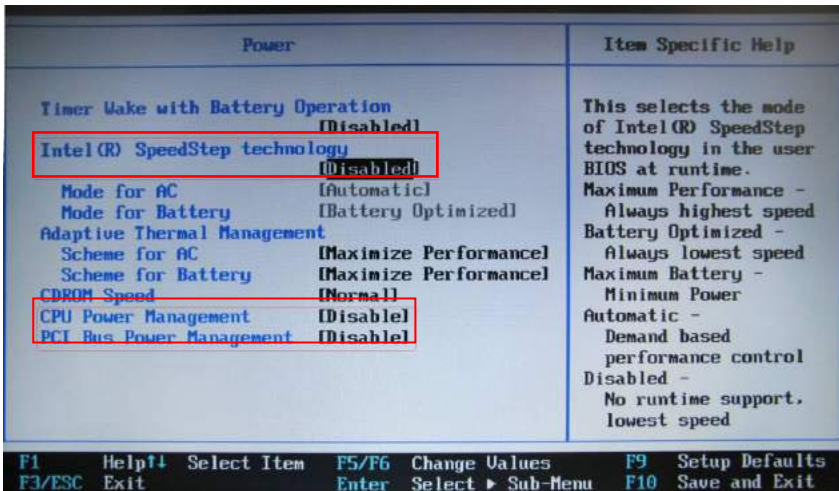 Power
Item Specific Help
Timer Wake with Battery Operation
[Disabled]
Intel(R) SpeedStep technology
[Disabled]
Mode for AC [Automatic]
Mode for Battery [Battery Optimized]
Adaptive Thermal Management
Scheme for AC [Maximize Performance]
Scheme for Battery [Maximize Performance]
CDROM Speed [Normal]
CPU Power Management [Disable]
PCI Bus Power Management [Disable]
This selects the mode
of Intel(R) SpeedStep
technology in the user
BIOS at runtime.
Maximum Performance -
Always highest speed
Battery Optimized -
Always lowest speed
Maximum Battery -
Minimum Power
Automatic -
Demand based
performance control
Disabled -
No runtime support,
lowest speed
F1 Help↑↓ Select Item F5/F6 Change Values F9 Setup Defaults
F3/ESC Exit Enter Select ▶ Sub-Menu F10 Save and Exit